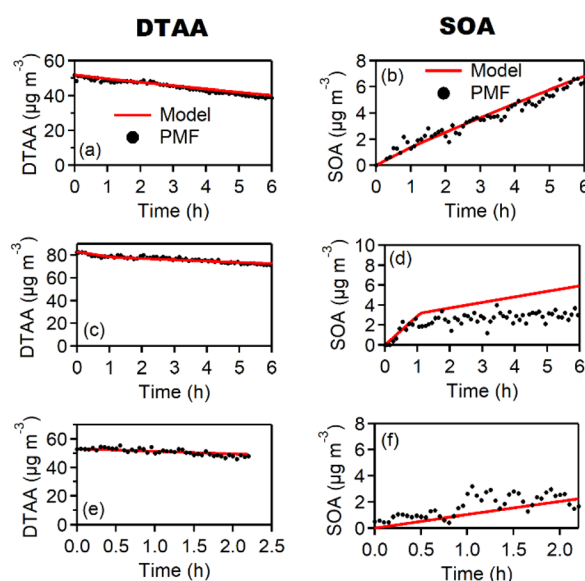 DTAA
SOA
DTAA (µg m⁻³)
60
40
20
0
Model
PMF
(a)
0 1 2 3 4 5 6
Time (h)
SOA (µg m⁻³)
8
6
4
2
0
(b)
Model
PMF
0 1 2 3 4 5 6
Time (h)
DTAA (µg m⁻³)
80
60
40
20
0
(c)
0 1 2 3 4 5 6
Time (h)
SOA (µg m⁻³)
10
8
6
4
2
0
(d)
0 1 2 3 4 5 6
Time (h)
DTAA (µg m⁻³)
60
40
20
0
(e)
0.0 0.5 1.0 1.5 2.0 2.5
Time (h)
SOA (µg m⁻³)
8
6
4
2
0
(f)
0.0 0.5 1.0 1.5 2.0
Time (h)